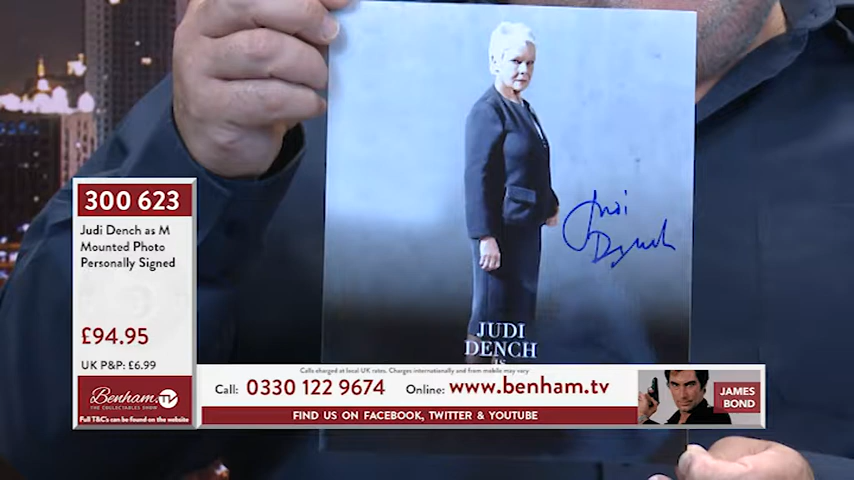 Judi
Dench
JUDI
DENCH
IS
300 623
Judi Dench as M
Mounted Photo
Personally Signed
£94.95
UK P&P: £6.99
Benham.TV
THE COLLECTABLES SHOW
Full T&C's can be found on the website
Calls charged at local UK rates. Charges internationally and from mobile may vary
Call: 0330 122 9674 Online: www.benham.tv
FIND US ON FACEBOOK, TWITTER & YOUTUBE
JAMES
BOND